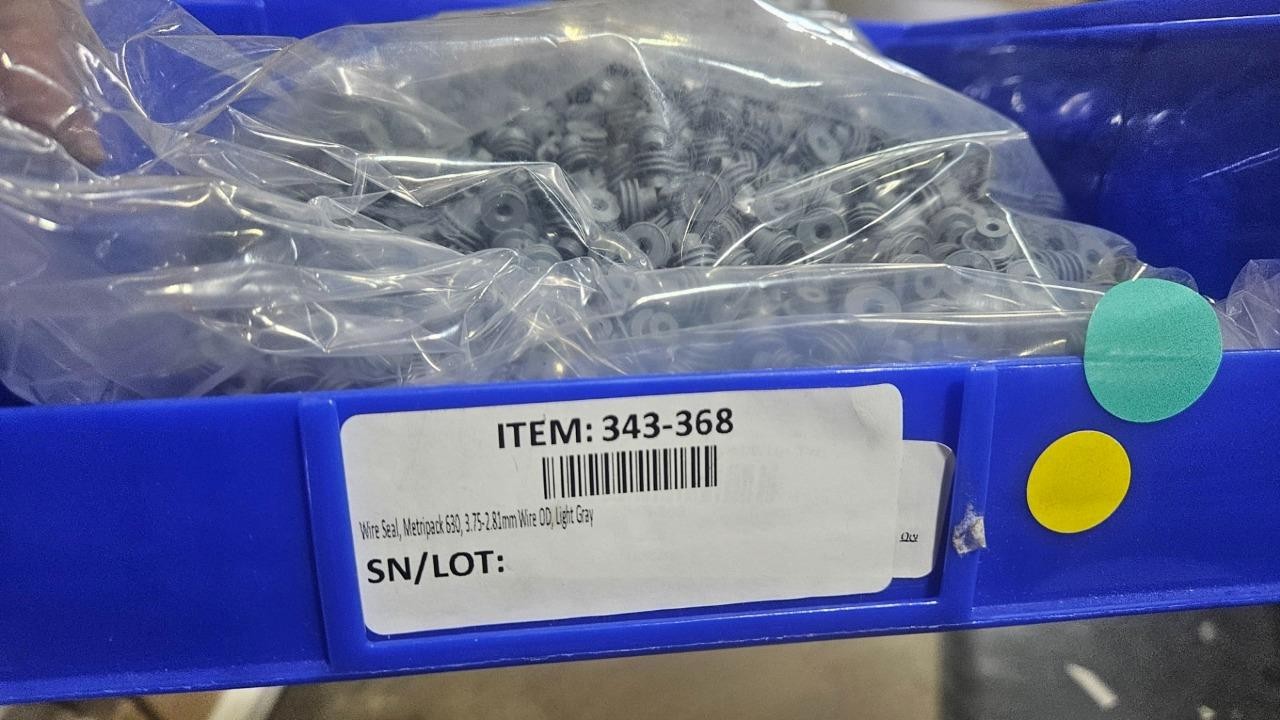 ITEM: 343-368
Wire Seal, Metripack 630, 3.75-2.81mm Wire OD, Light Gray
SN/LOT:
Qty